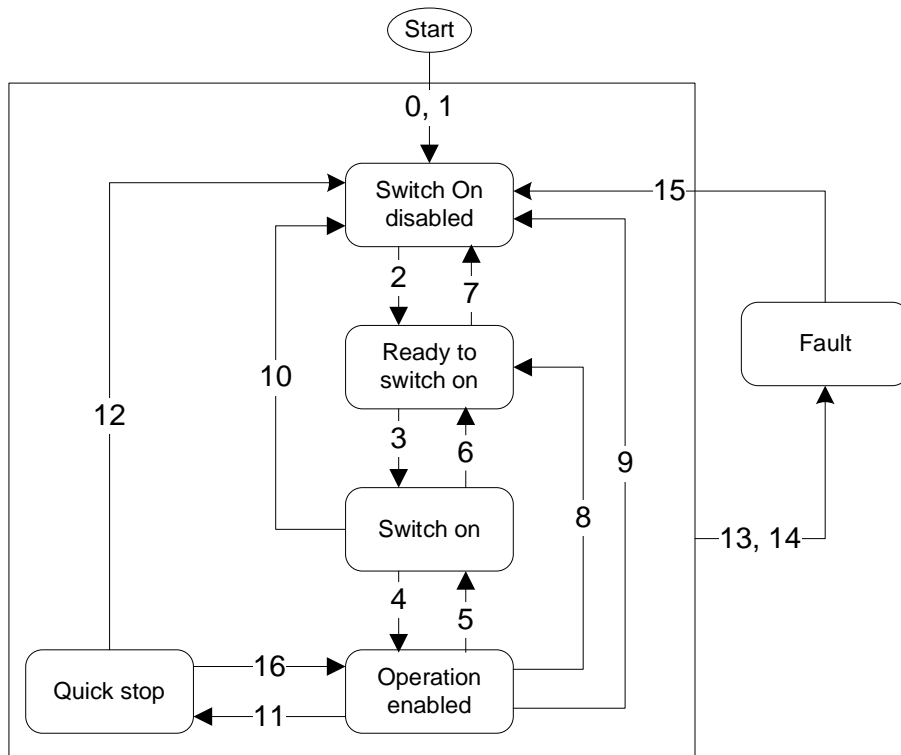 Start
0, 1
Switch On
disabled
15
2
7
Ready to
switch on
Fault
10
12
3
6
9
8
Switch on
13, 14
4
5
Quick stop
16
11
Operation
enabled